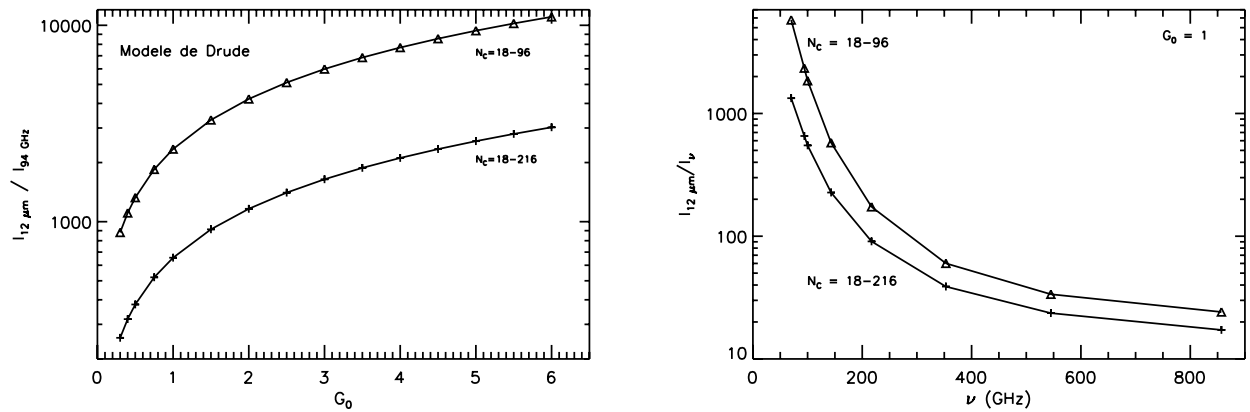 10000
1000
Modele de Drude
N_C=18-96
N_C=18-216
I_12 μm / I_94 GHz
0 1 2 3 4 5 6
G_0
1000
100
10
N_C = 18-96
G_0 = 1
N_C = 18-216
I_12 μm/I_ν
0 200 400 600 800
ν (GHz)